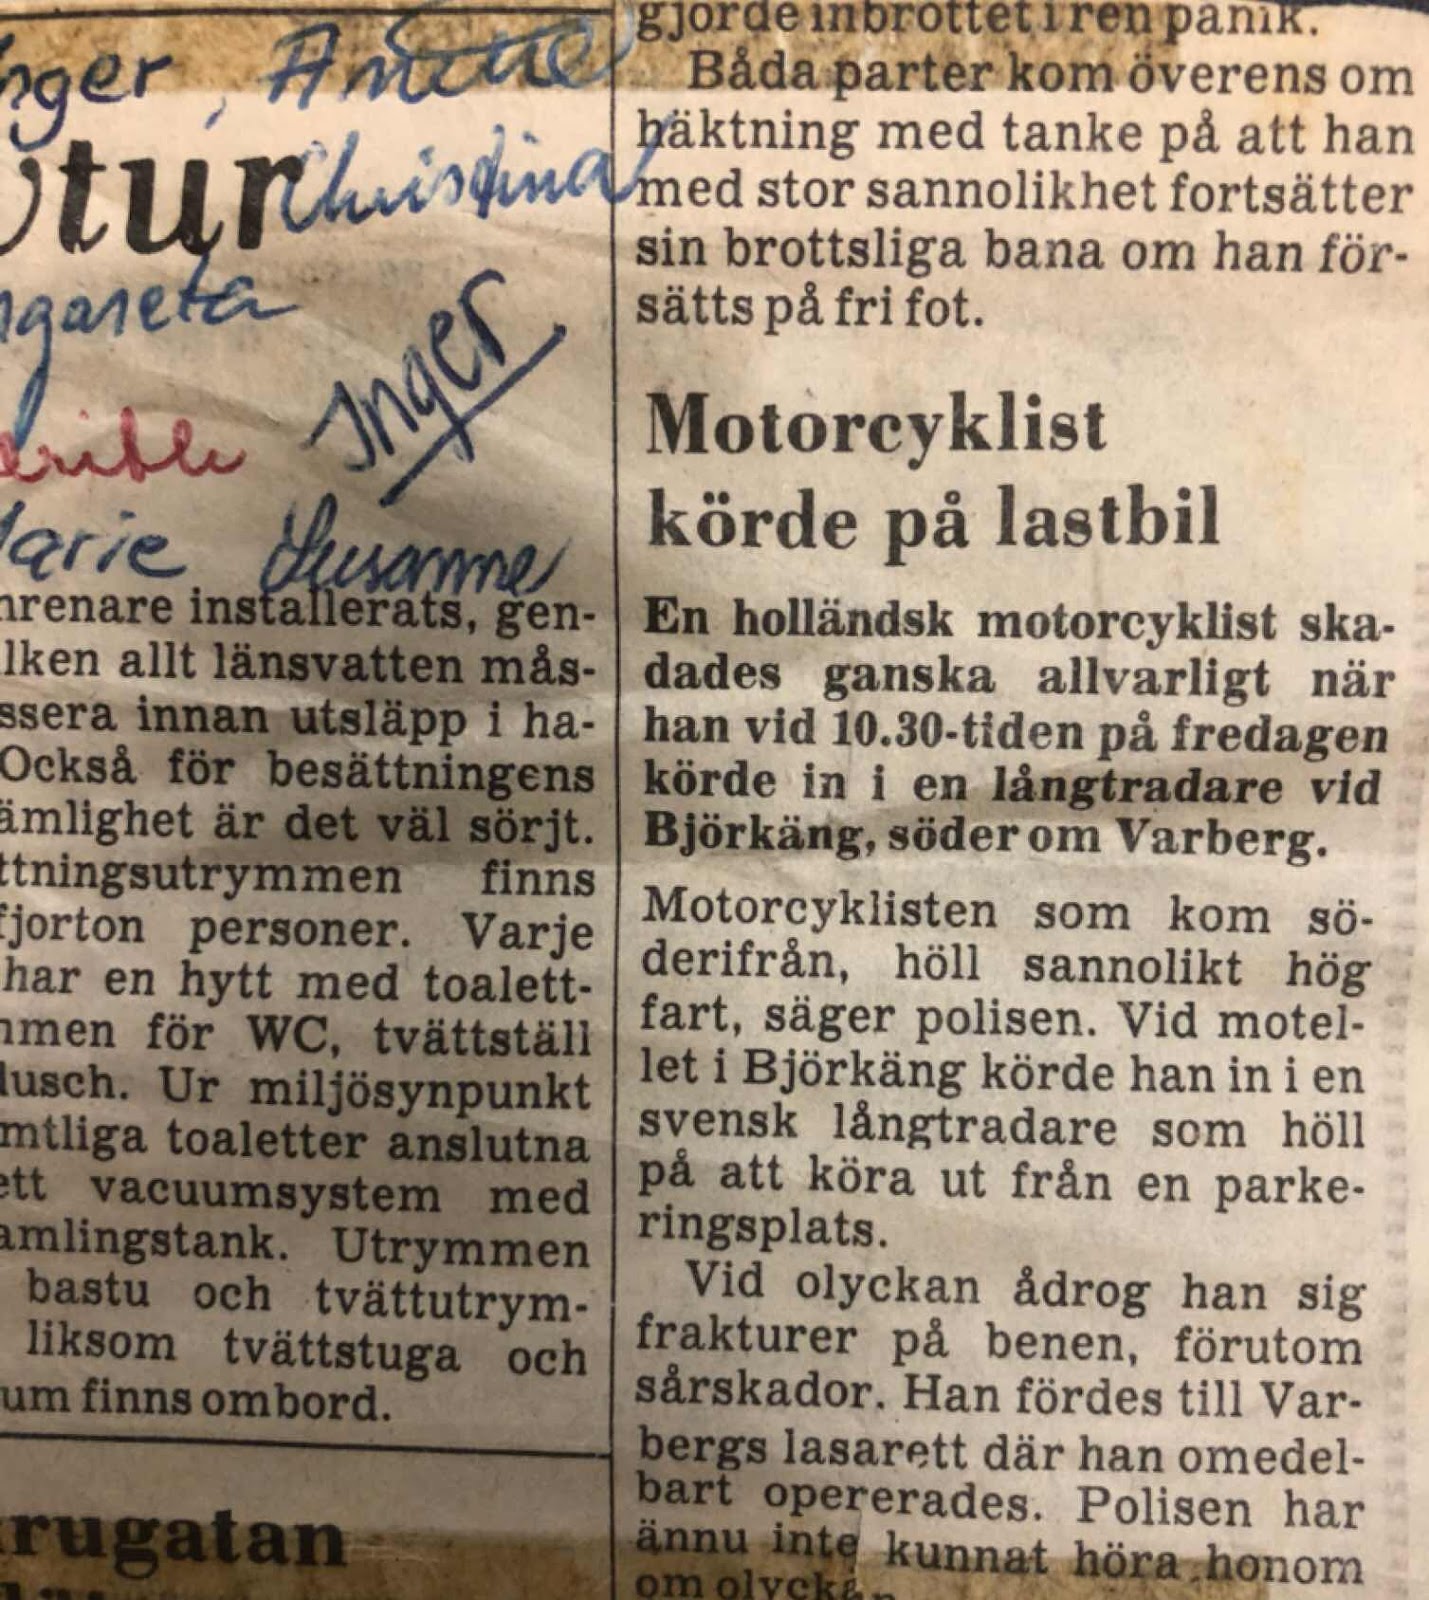 Inger, Anette
Christina
tur
Inger
Marie Susanne
installerats, gen-
allt länsvatten mås-
innan utsläpp i ha-
Också för besättningens
är det väl sörjt.
finns
fjorton personer. Varje
har en hytt med toalett-
för WC, tvättställ
Ur miljösynpunkt
toaletter anslutna
ett vacuumsystem med
Utrymmen
bastu och tvättutrym-
liksom tvättstuga och
um finns ombord.
rugatan
gjorde inbrottet i ren panik.
Båda parter kom överens om
häktning med tanke på att han
med stor sannolikhet fortsätter
sin brottsliga bana om han för-
sätts på fri fot.
Motorcyklist
körde på lastbil
En holländsk motorcyklist ska-
dades ganska allvarligt när
han vid 10.30-tiden på fredagen
körde in i en långtradare vid
Björkäng, söder om Varberg.
Motorcyklisten som kom sö-
derifrån, höll sannolikt hög
fart, säger polisen. Vid motel-
let i Björkäng körde han in i en
svensk långtradare som höll
på att köra ut från en parke-
ringsplats.
Vid olyckan ådrog han sig
frakturer på benen, förutom
sårskador. Han fördes till Var-
bergs lasarett där han omedel-
bart opererades. Polisen har
ännu inte kunnat höra honom
om olyckan